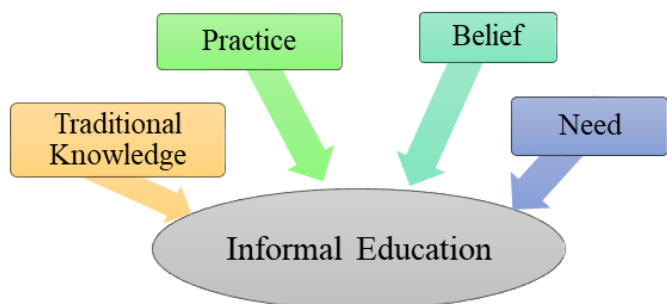 Practice
Belief
Traditional
Knowledge
Need
Informal Education